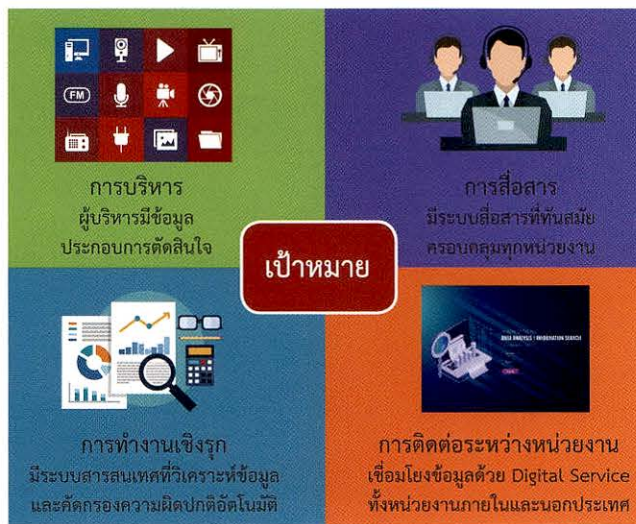 FM
การบริหาร
ผู้บริหารมีข้อมูล
ประกอบการตัดสินใจ
การสื่อสาร
มีระบบสื่อสารที่ทันสมัย
ครอบคลุมทุกหน่วยงาน
เป้าหมาย
การทำงานเชิงรุก
มีระบบสารสนเทศที่วิเคราะห์ข้อมูล
และคัดกรองความผิดปกติอัตโนมัติ
DATA ANALYSIS / INFORMATION SEARCH
การติดต่อระหว่างหน่วยงาน
เชื่อมโยงข้อมูลด้วย Digital Service
ทั้งหน่วยงานภายในและนอกประเทศ